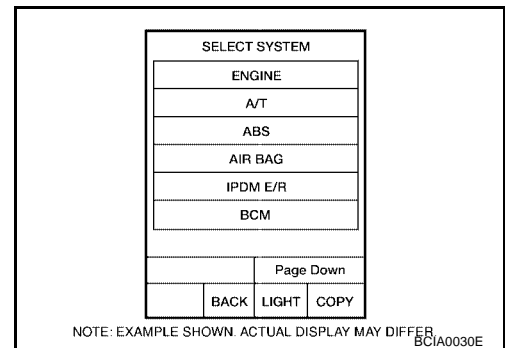 SELECT SYSTEM
ENGINE
A/T
ABS
AIR BAG
IPDM E/R
BCM
Page Down
BACK LIGHT COPY
NOTE: EXAMPLE SHOWN. ACTUAL DISPLAY MAY DIFFER.
BCIA0030E